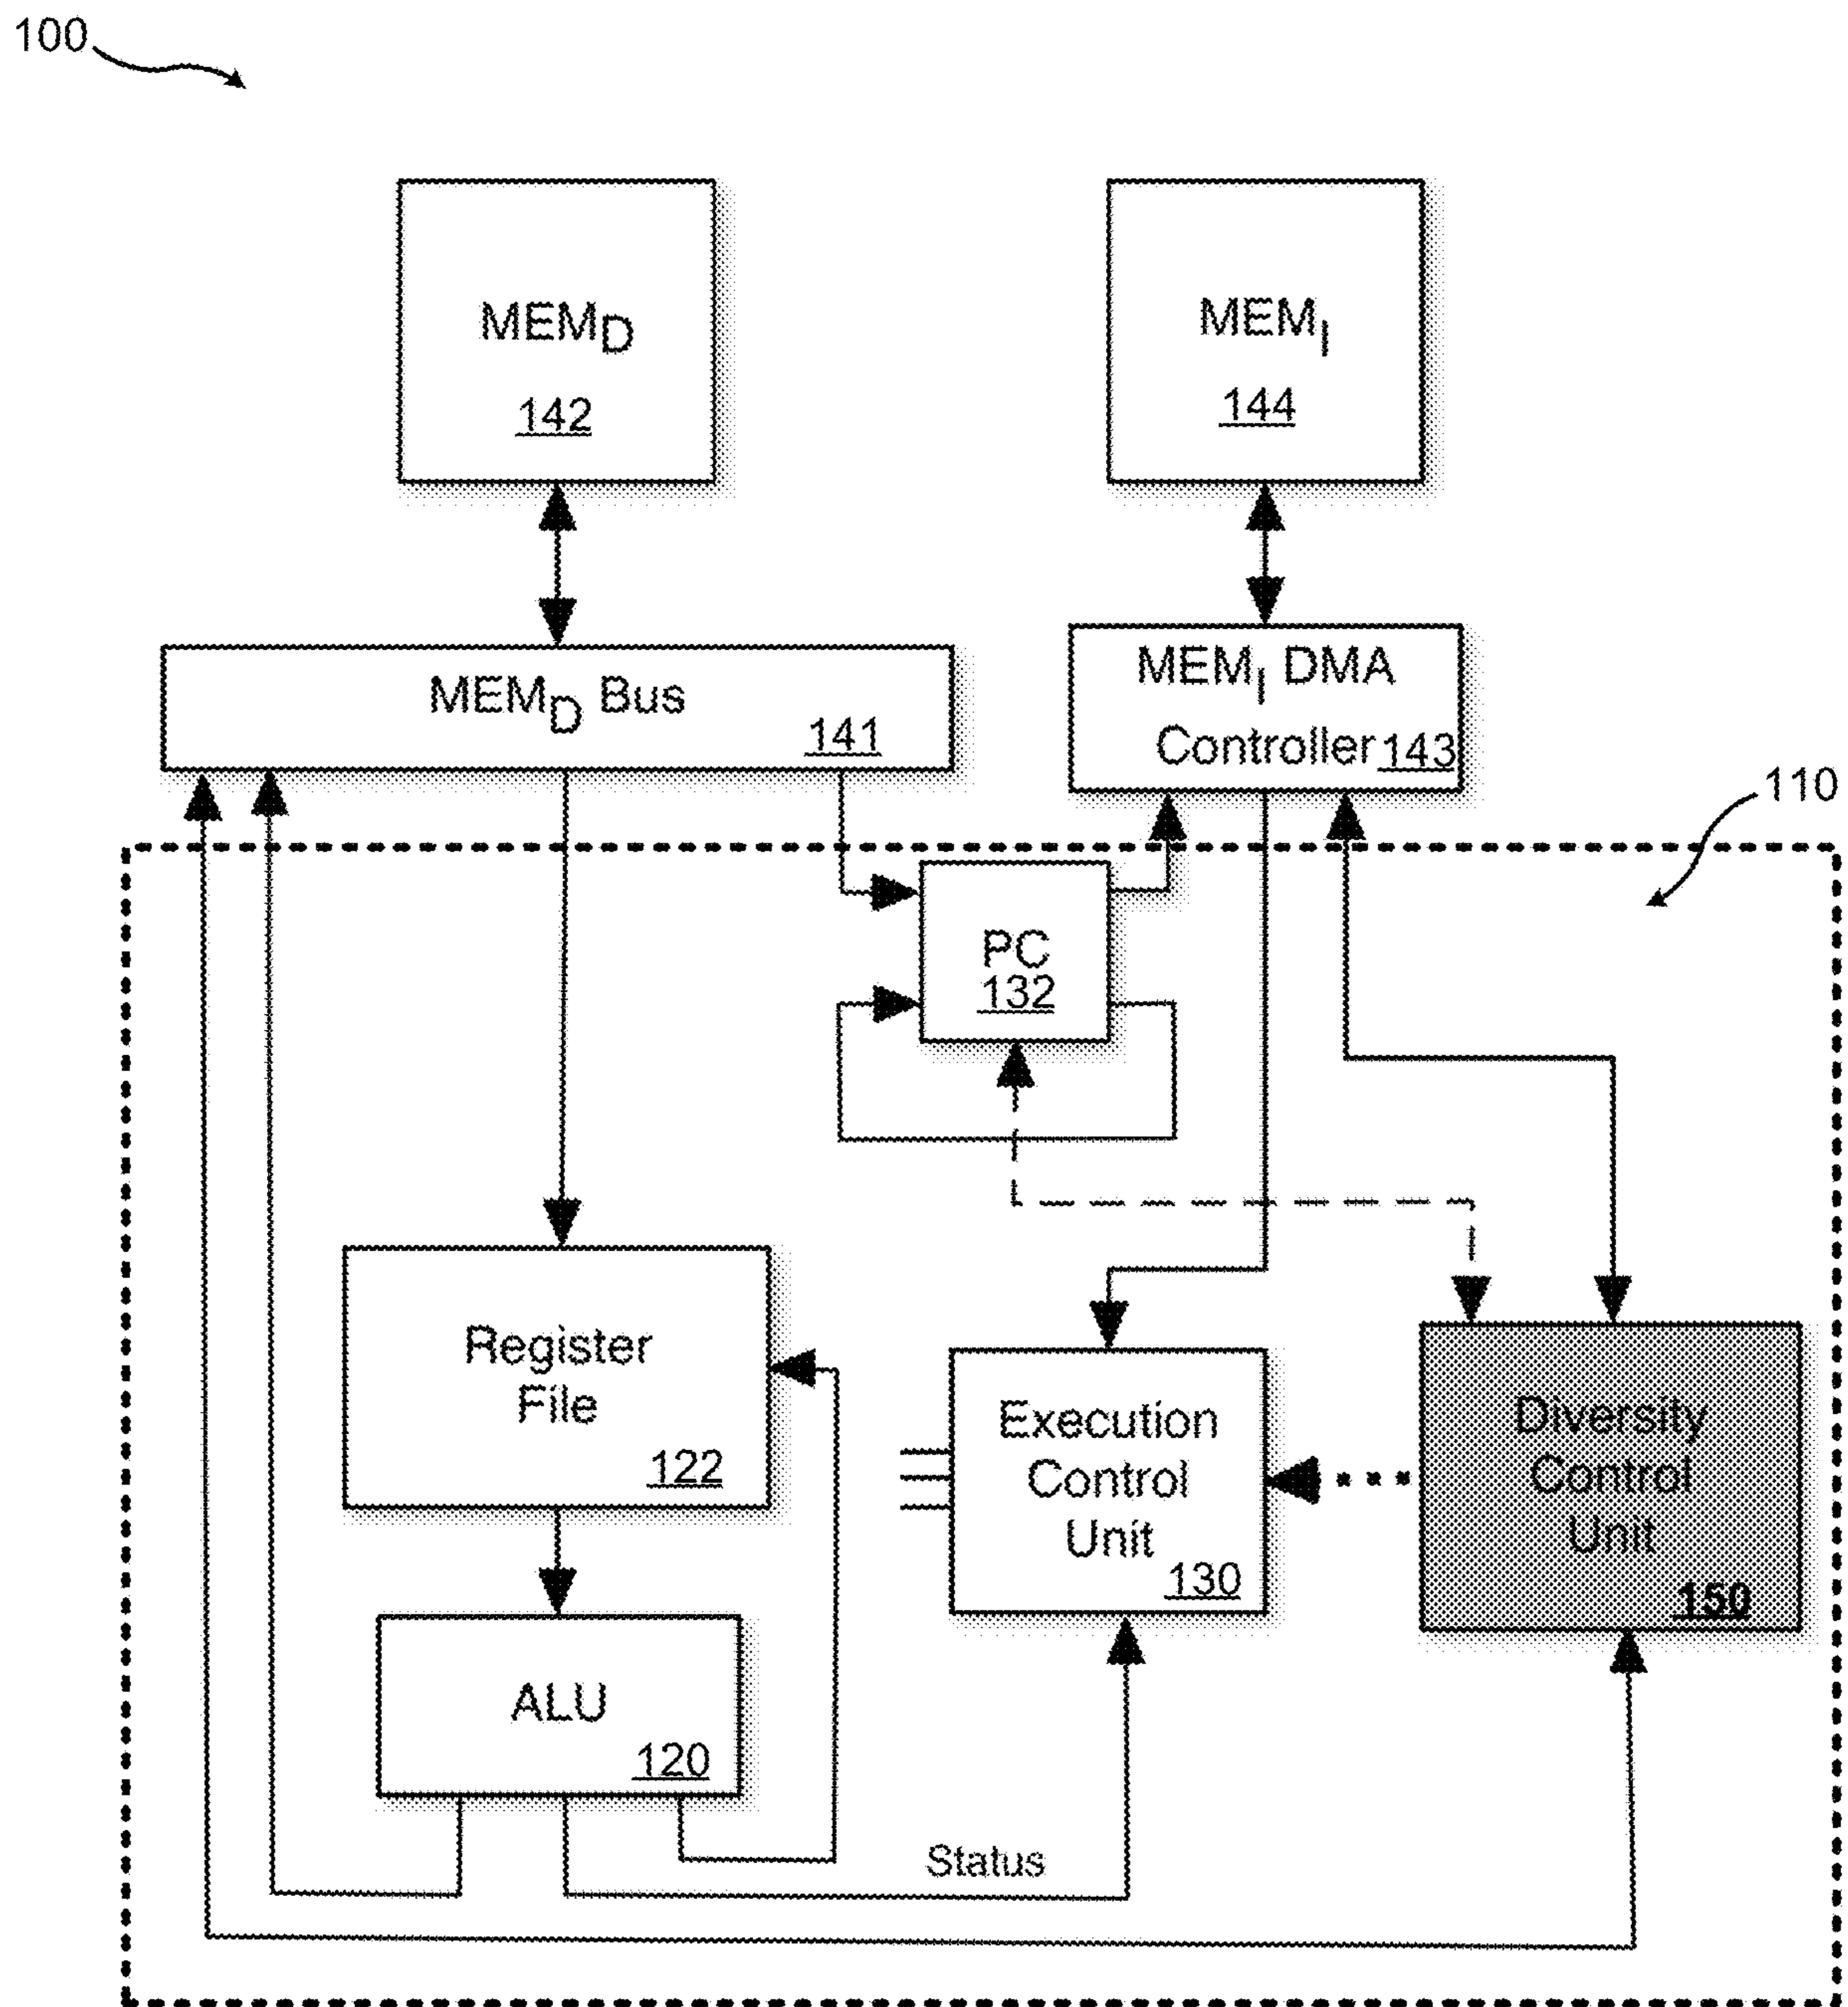 100
MEMD
142
MEMI
144
MEMD Bus
141
MEMI DMA
Controller 143
110
PC
132
Register
File
122
Execution
Control
Unit
130
Diversity
Control
Unit
150
ALU
120
Status